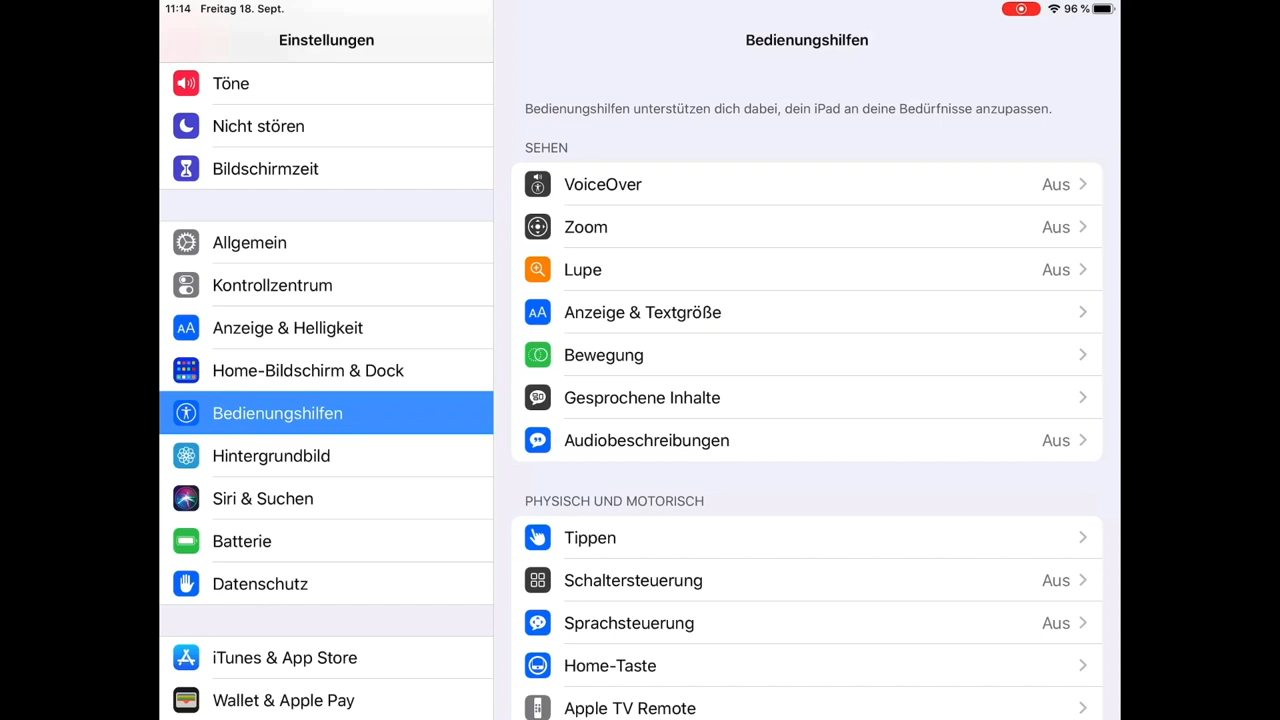 11:14 Freitag 18. Sept.
96 %
Einstellungen
Töne
Nicht stören
Bildschirmzeit
Allgemein
Kontrollzentrum
Anzeige & Helligkeit
Home-Bildschirm & Dock
Bedienungshilfen
Hintergrundbild
Siri & Suchen
Batterie
Datenschutz
iTunes & App Store
Wallet & Apple Pay
Bedienungshilfen
Bedienungshilfen unterstützen dich dabei, dein iPad an deine Bedürfnisse anzupassen.
SEHEN
VoiceOver Aus
Zoom Aus
Lupe Aus
Anzeige & Textgröße
Bewegung
Gesprochene Inhalte
Audiobeschreibungen Aus
PHYSISCH UND MOTORISCH
Tippen
Schaltersteuerung Aus
Sprachsteuerung Aus
Home-Taste
Apple TV Remote